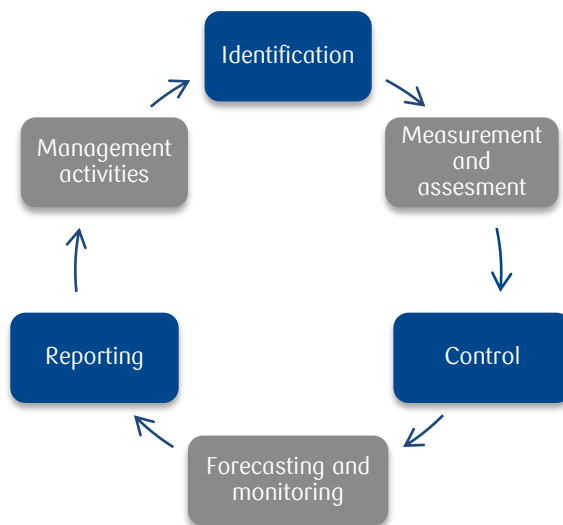 Identification
Measurement
and
assesment
Control
Forecasting and
monitoring
Reporting
Management
activities